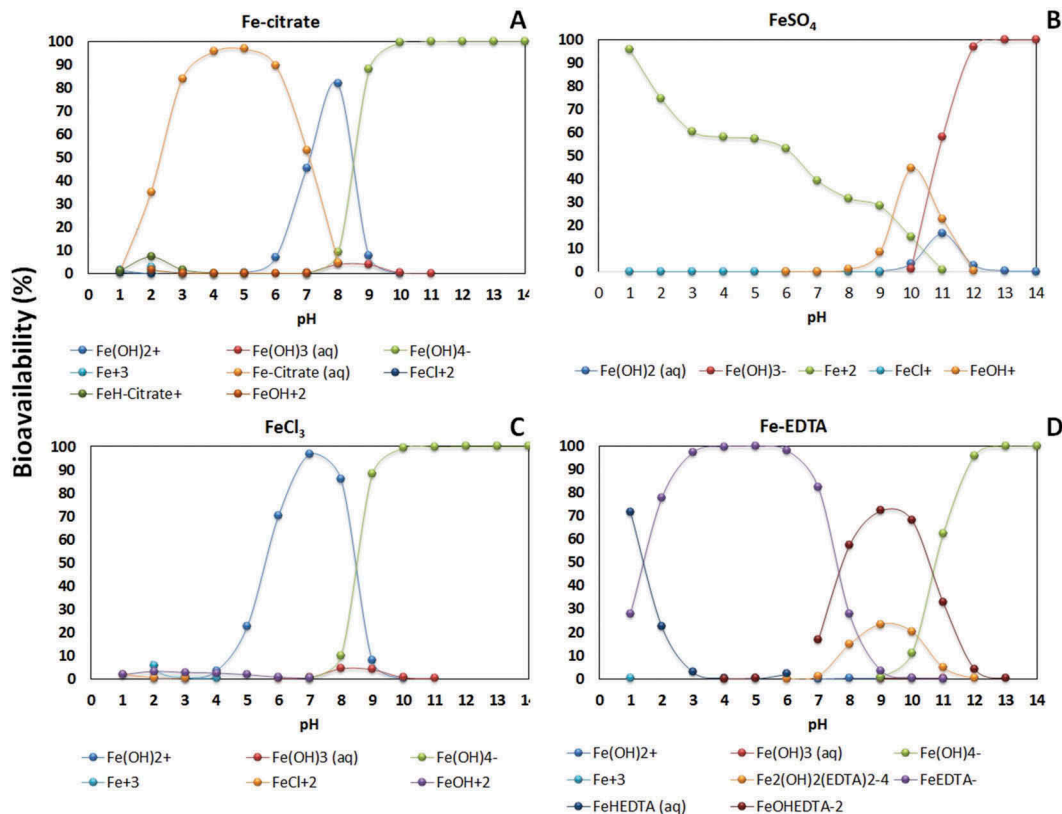 Bioavailability (%)
Fe-citrate
A
100
90
80
70
60
50
40
30
20
10
0
0 1 2 3 4 5 6 7 8 9 10 11 12 13 14
pH
Fe(OH)2+ Fe(OH)3 (aq) Fe(OH)4-
Fe+3 Fe-Citrate (aq) FeCl+2
FeH-Citrate+ FeOH+2
FeSO4
B
100
90
80
70
60
50
40
30
20
10
0
0 1 2 3 4 5 6 7 8 9 10 11 12 13 14
pH
Fe(OH)2 (aq) Fe(OH)3- Fe+2 FeCl+ FeOH+
FeCl3
C
100
90
80
70
60
50
40
30
20
10
0
0 1 2 3 4 5 6 7 8 9 10 11 12 13 14
pH
Fe(OH)2+ Fe(OH)3 (aq) Fe(OH)4-
Fe+3 FeCl+2 FeOH+2
Fe-EDTA
D
100
90
80
70
60
50
40
30
20
10
0
0 1 2 3 4 5 6 7 8 9 10 11 12 13 14
pH
Fe(OH)2+ Fe(OH)3 (aq) Fe(OH)4-
Fe+3 Fe2(OH)2(EDTA)2-4 FeEDTA-
FeHEDTA (aq) FeOHEDTA-2